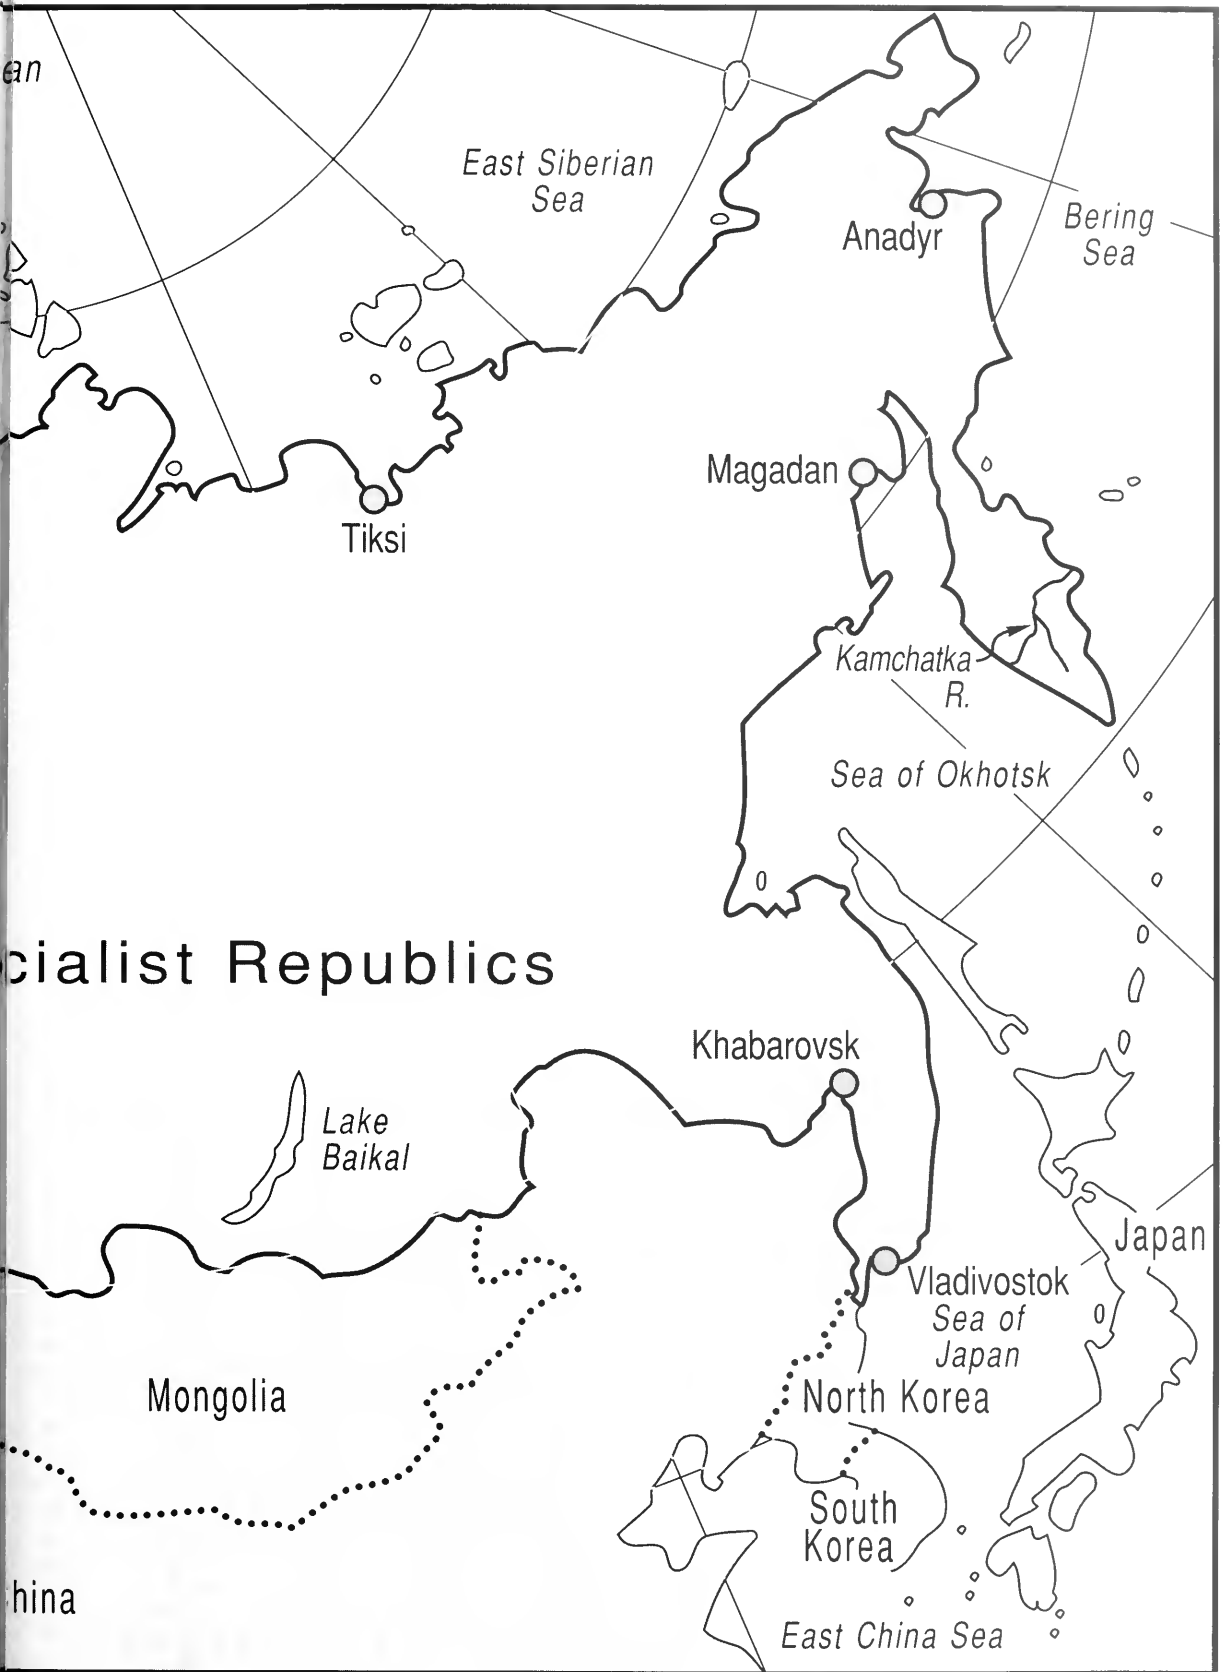 an
East Siberian
Sea
Anadyr
Bering
Sea
Magadan
Tiksi
Kamchatka
R.
Sea of Okhotsk
cialist Republics
Khabarovsk
Lake
Baikal
Japan
Vladivostok
Sea of
Japan
Mongolia
North Korea
South
Korea
hina
East China Sea